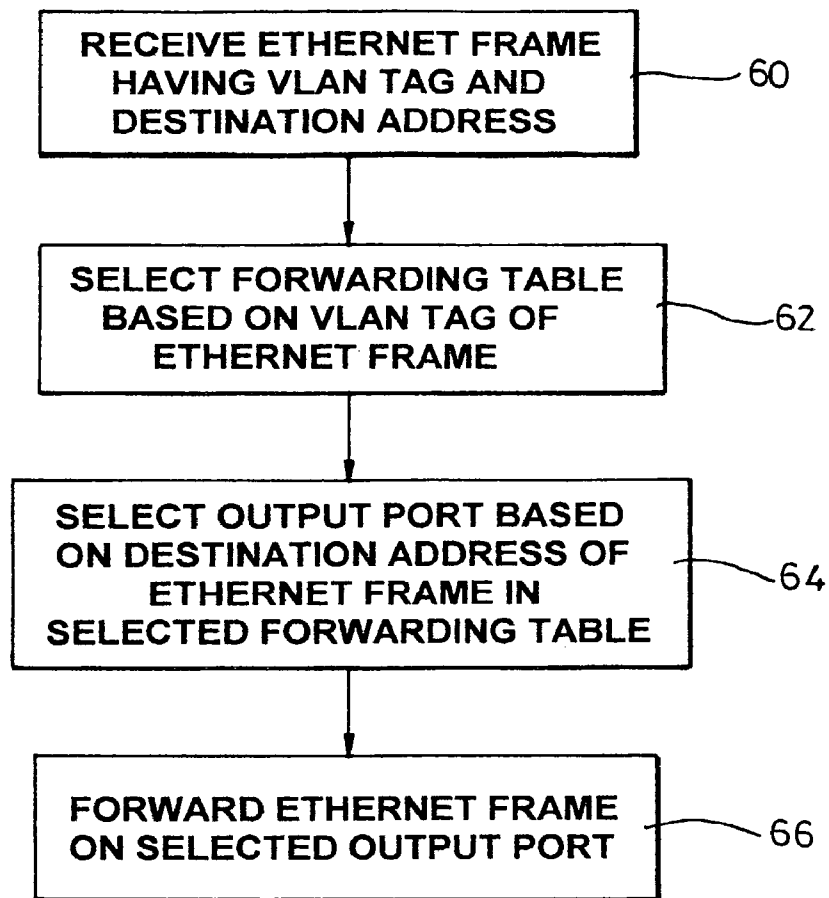 RECEIVE ETHERNET FRAME
HAVING VLAN TAG AND
DESTINATION ADDRESS
60
SELECT FORWARDING TABLE
BASED ON VLAN TAG OF
ETHERNET FRAME
62
SELECT OUTPUT PORT BASED
ON DESTINATION ADDRESS OF
ETHERNET FRAME IN
SELECTED FORWARDING TABLE
64
FORWARD ETHERNET FRAME
ON SELECTED OUTPUT PORT
66